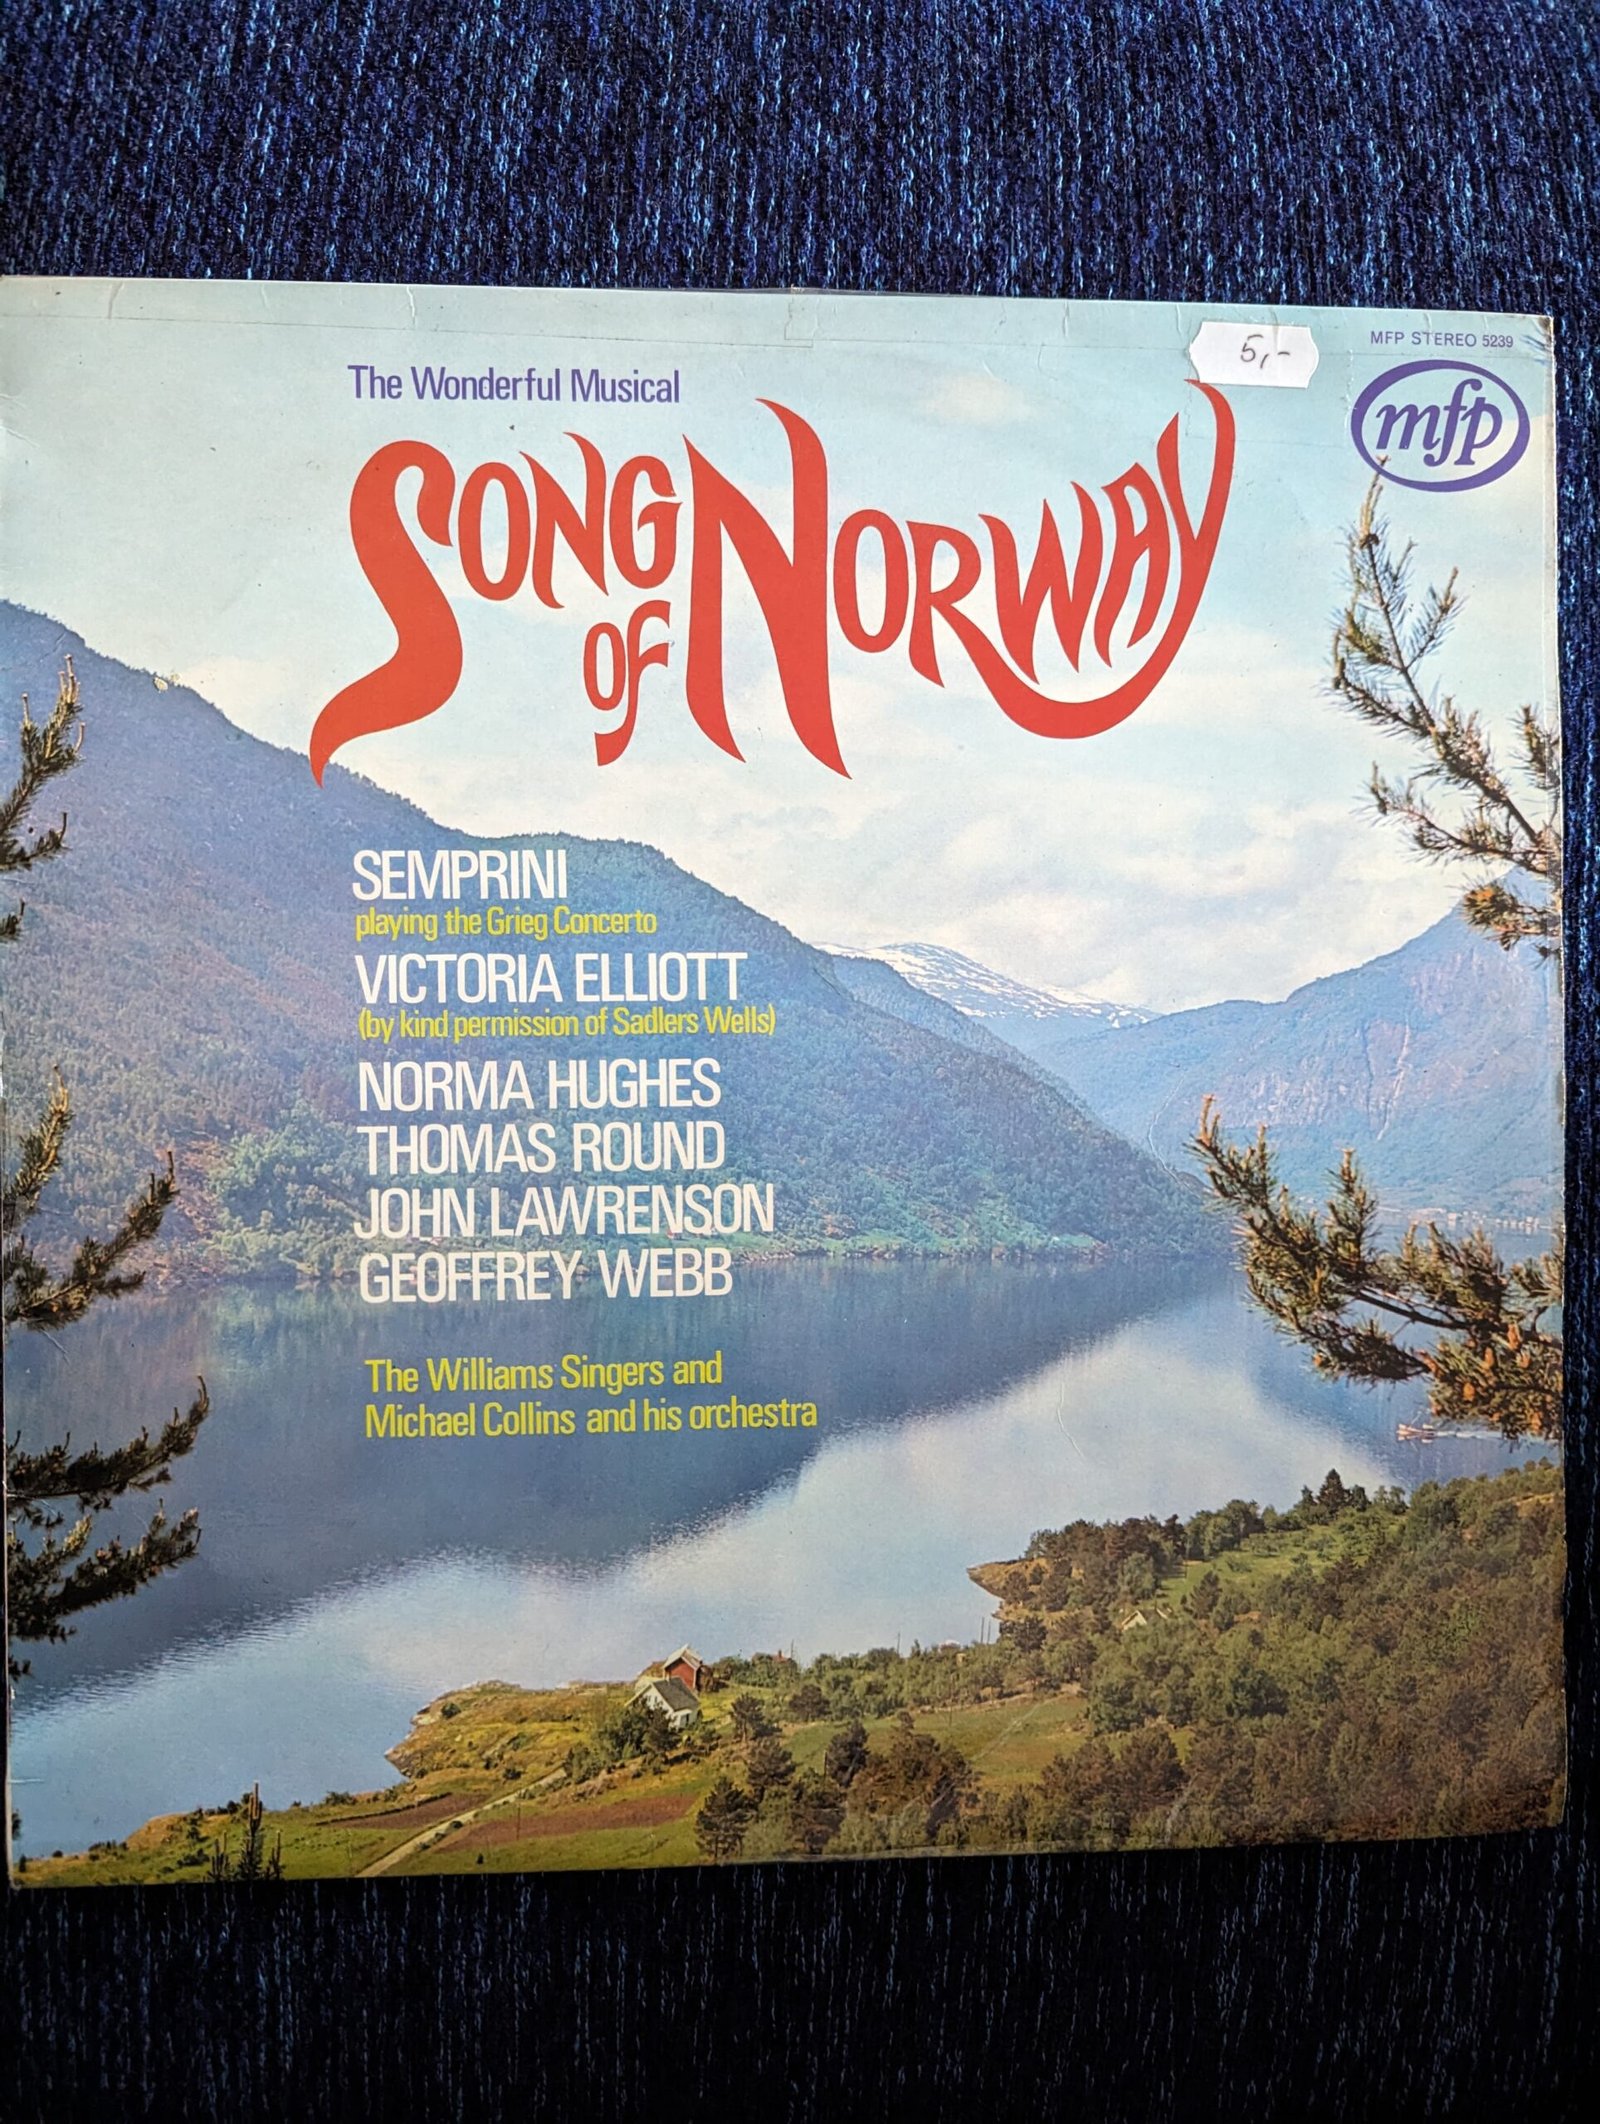 5,-
MFP STEREO 5239
mfp
The Wonderful Musical
SONG OF NORWAY
SEMPRINI
playing the Grieg Concerto
VICTORIA ELLIOTT
(by kind permission of Sadlers Wells)
NORMA HUGHES
THOMAS ROUND
JOHN LAWRENSON
GEOFFREY WEBB
The Williams Singers and
Michael Collins and his orchestra